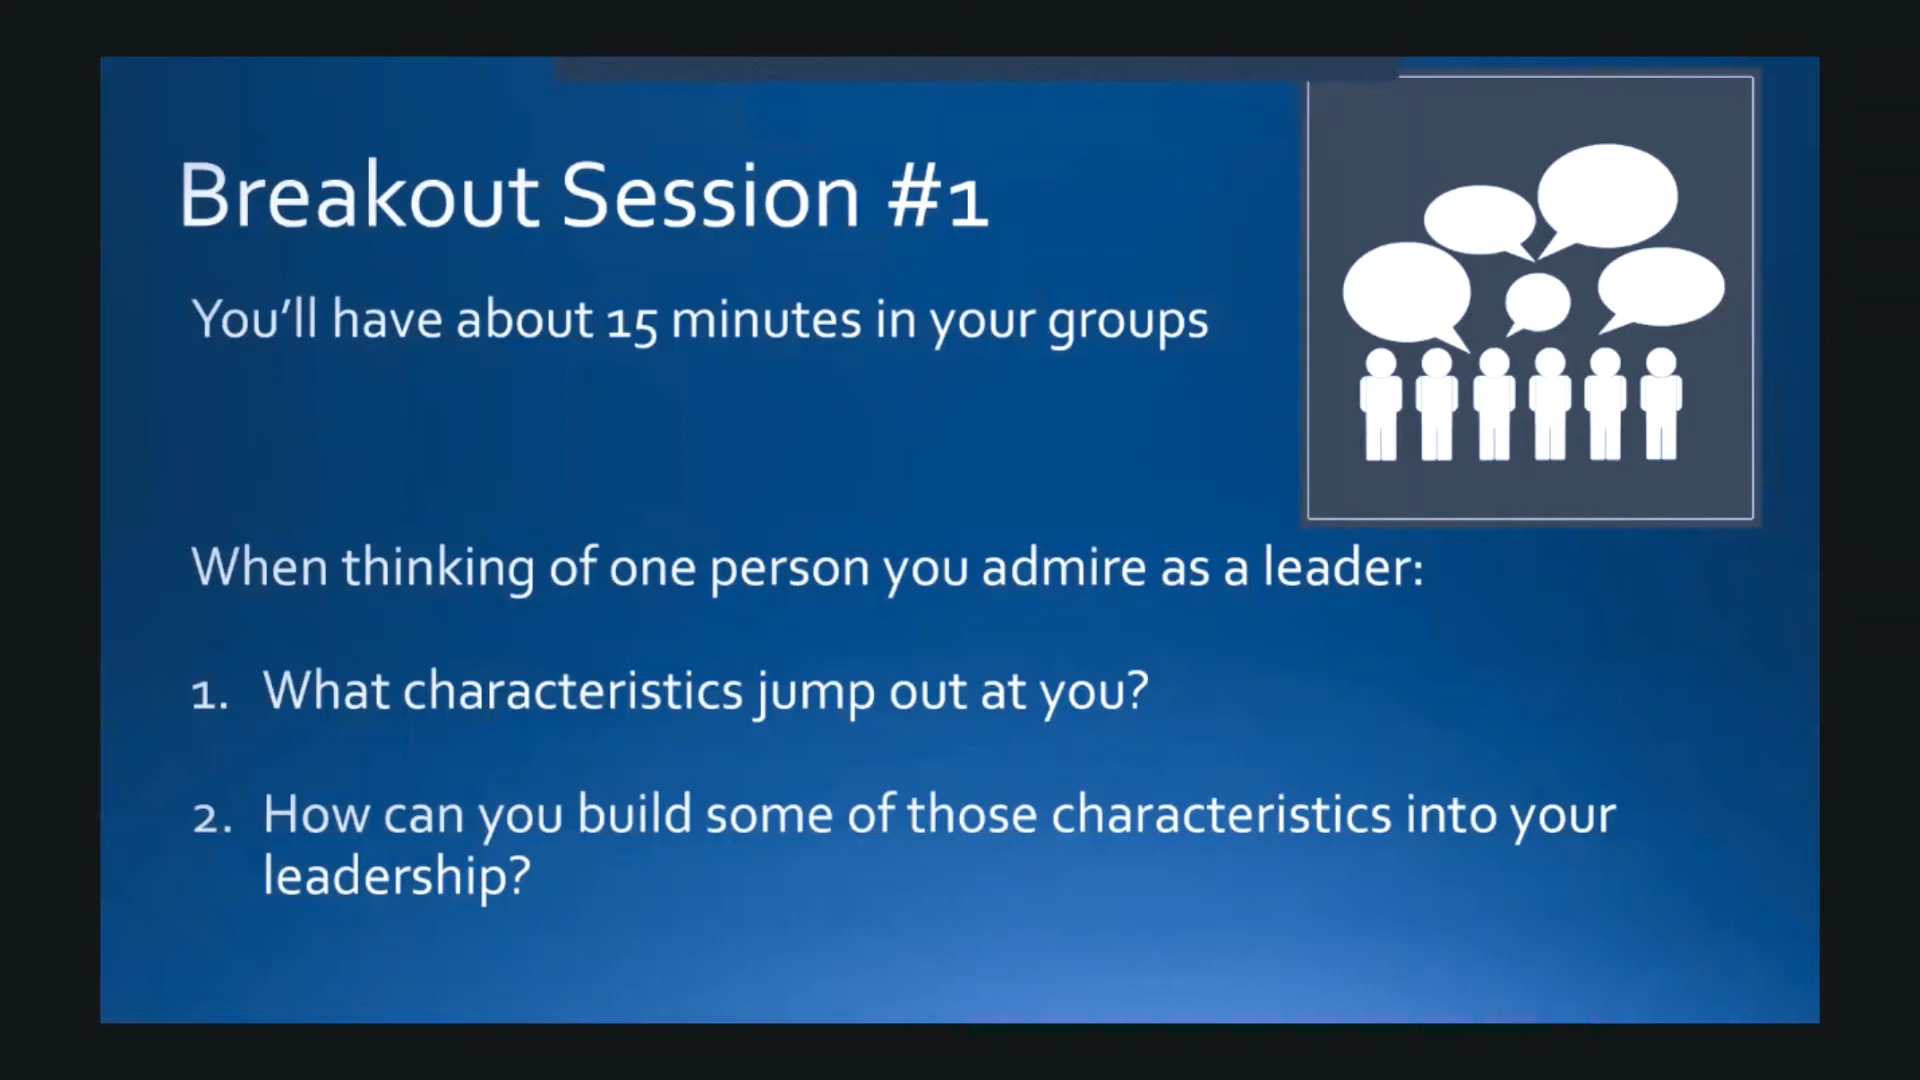 Breakout Session #1
You’ll have about 15 minutes in your groups
When thinking of one person you admire as a leader:
1. What characteristics jump out at you?
2. How can you build some of those characteristics into your
leadership?